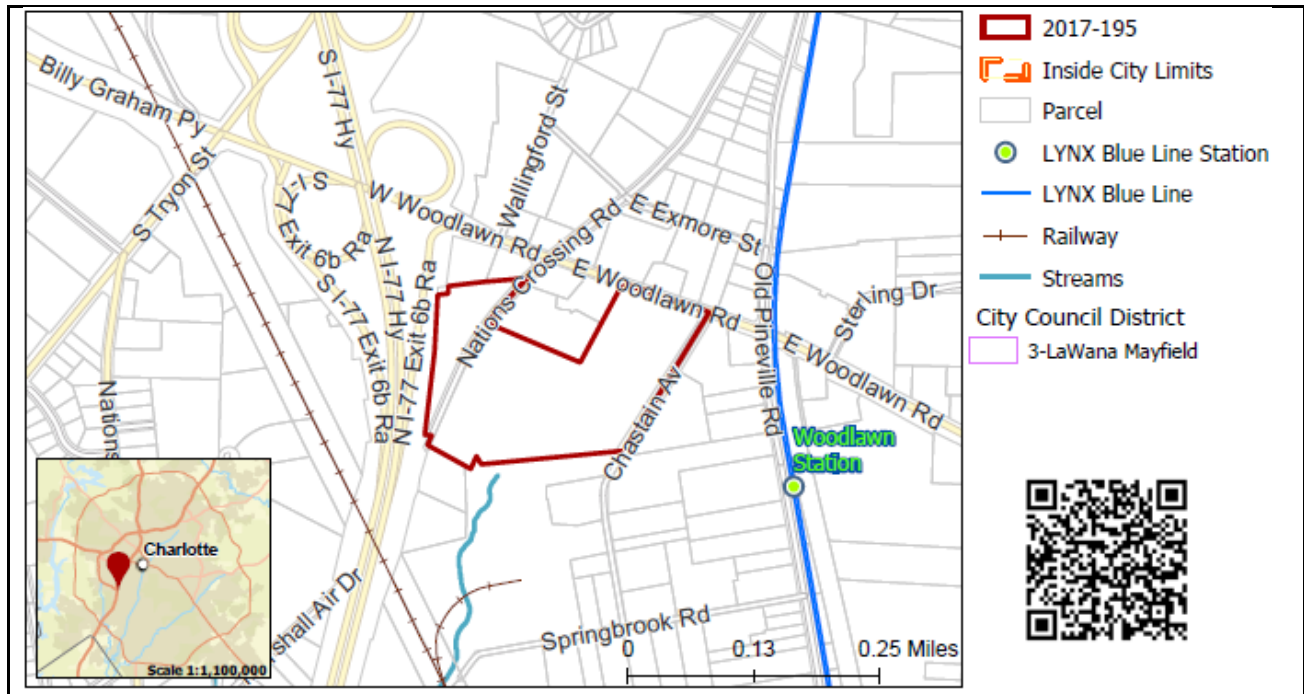 Billy Graham Py
S Tryon St
S I-77 Hy
Wallingford St
W Woodlawn Rd
Nations Crossing Rd
E Exmore St
E Woodlawn Rd
Old Pineville Rd
Sterling Dr
E Woodlawn Rd
Exit 6b Ra
S I-77 Exit 6b Ra
N I-77 Hy
N I-77 Exit 6b Ra
Nations
Chastain Av
Woodlawn
Station
Springbrook Rd
rshall Air Dr
Charlotte
Scale 1:1,100,000
0 0.13 0.25 Miles
2017-195
Inside City Limits
Parcel
LYNX Blue Line Station
LYNX Blue Line
Railway
Streams
City Council District
3-LaWana Mayfield